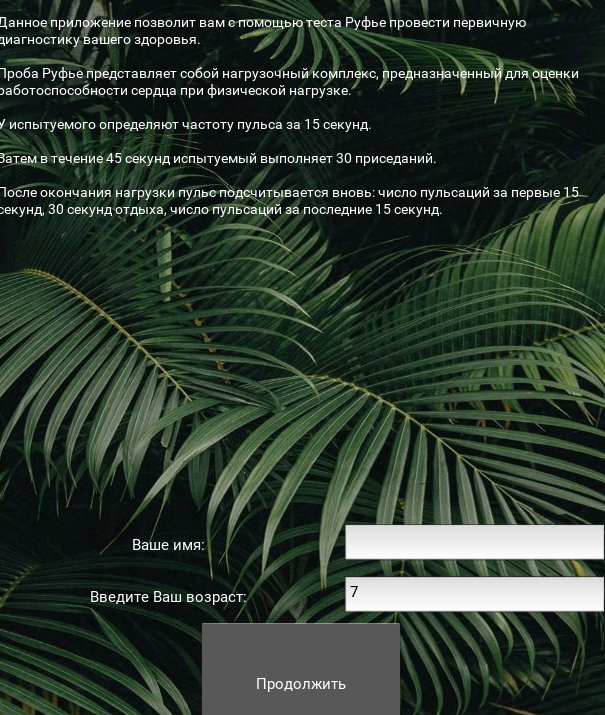 Данное приложение позволит вам с помощью теста Руфье провести первичную
диагностику вашего здоровья.
Проба Руфье представляет собой нагрузочный комплекс, предназначенный для оценки
работоспособности сердца при физической нагрузке.
У испытуемого определяют частоту пульса за 15 секунд.
Затем в течение 45 секунд испытуемый выполняет 30 приседаний.
После окончания нагрузки пульс подсчитывается вновь: число пульсаций за первые 15
секунд, 30 секунд отдыха, число пульсаций за последние 15 секунд.
Ваше имя:
Введите Ваш возраст: 7
Продолжить